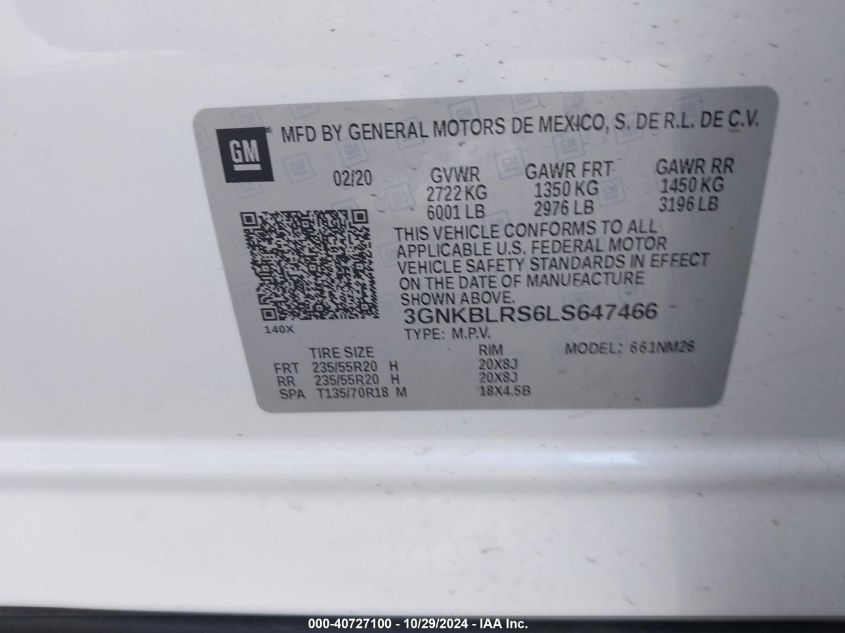 GM ® MFD BY GENERAL MOTORS DE MEXICO, S. DE R.L. DE C.V.
02/20 GVWR GAWR FRT GAWR RR
2722 KG 1350 KG 1450 KG
6001 LB 2976 LB 3196 LB
THIS VEHICLE CONFORMS TO ALL
APPLICABLE U.S. FEDERAL MOTOR
VEHICLE SAFETY STANDARDS IN EFFECT
ON THE DATE OF MANUFACTURE
SHOWN ABOVE.
3GNKBLRS6LS647466
140X TYPE: M.P.V.
TIRE SIZE RIM MODEL: 661NM26
FRT 235/55R20 H 20X8J
RR 235/55R20 H 20X8J
SPA T135/70R18 M 18X4.5B
000-40727100 - 10/29/2024 - IAA Inc.